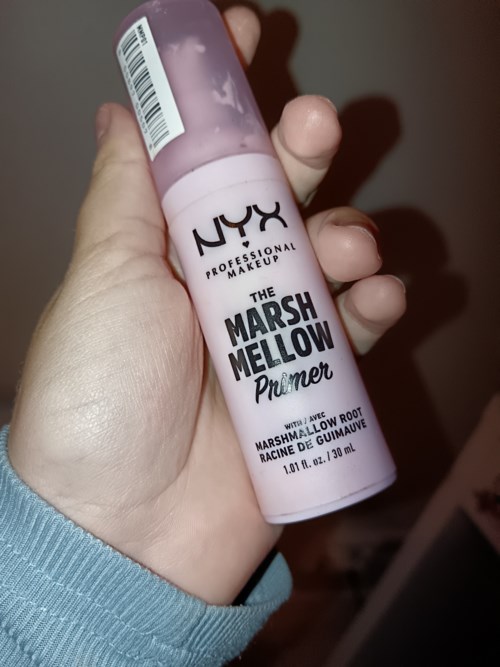 MMP01
NYX
PROFESSIONAL
MAKEUP
THE
MARSH
MELLOW
Primer
WITH / AVEC
MARSHMALLOW ROOT
RACINE DE GUIMAUVE
1.01 fl. oz. / 30 mL